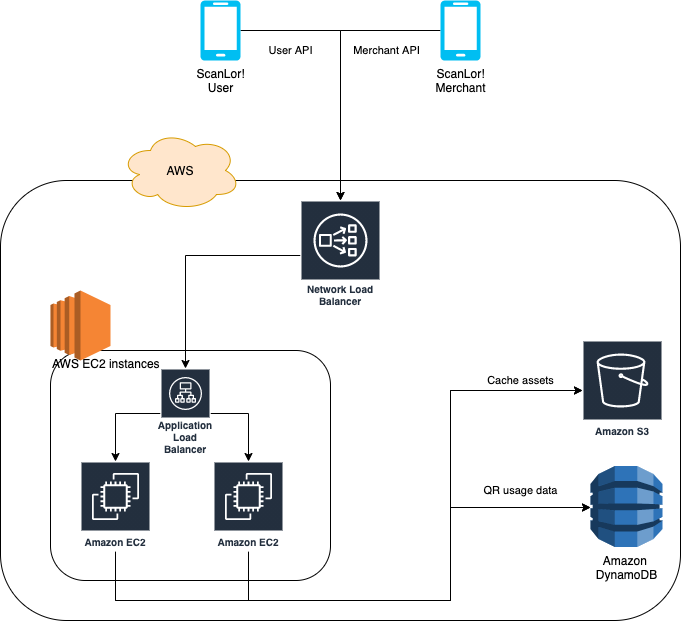 User API
Merchant API
ScanLor!
User
ScanLor!
Merchant
AWS
Network Load
Balancer
AWS EC2 instances
Application
Load
Balancer
Amazon EC2
Amazon EC2
Cache assets
Amazon S3
QR usage data
Amazon
DynamoDB